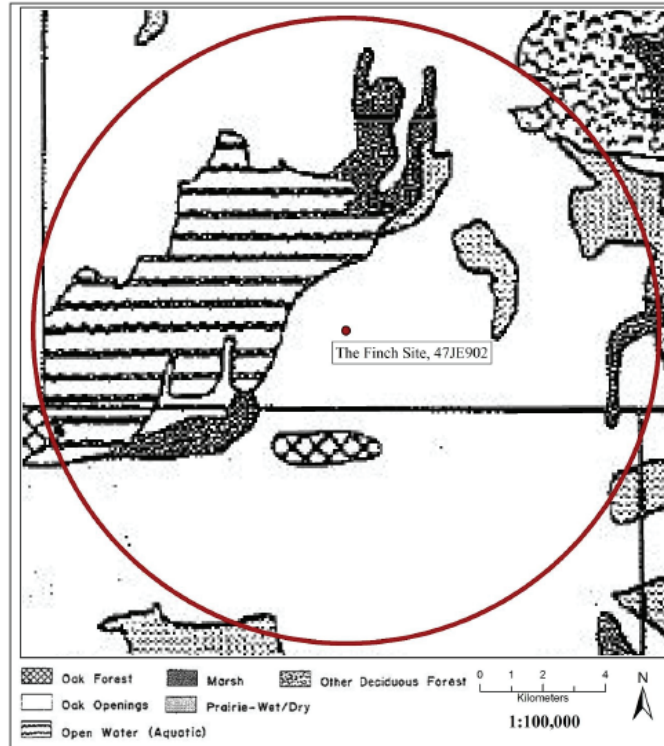 The Finch Site, 47JE902
Oak Forest
Marsh
Other Deciduous Forest
Oak Openings
Prairie-Wet/Dry
Open Water (Aquatic)
0 1 2 4
Kilometers
1:100,000
N